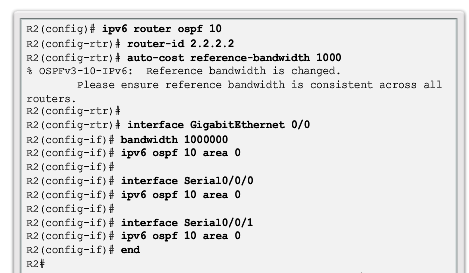 R2(config)# ipv6 router ospf 10
R2(config-rtr)# router-id 2.2.2.2
R2(config-rtr)# auto-cost reference-bandwidth 1000
% OSPFv3-10-IPv6:  Reference bandwidth is changed.
        Please ensure reference bandwidth is consistent across all
routers.
R2(config-rtr)#
R2(config-rtr)# interface GigabitEthernet 0/0
R2(config-if)# bandwidth 1000000
R2(config-if)# ipv6 ospf 10 area 0
R2(config-if)#
R2(config-if)# interface Serial0/0/0
R2(config-if)# ipv6 ospf 10 area 0
R2(config-if)#
R2(config-if)# interface Serial0/0/1
R2(config-if)# ipv6 ospf 10 area 0
R2(config-if)# end
R2#